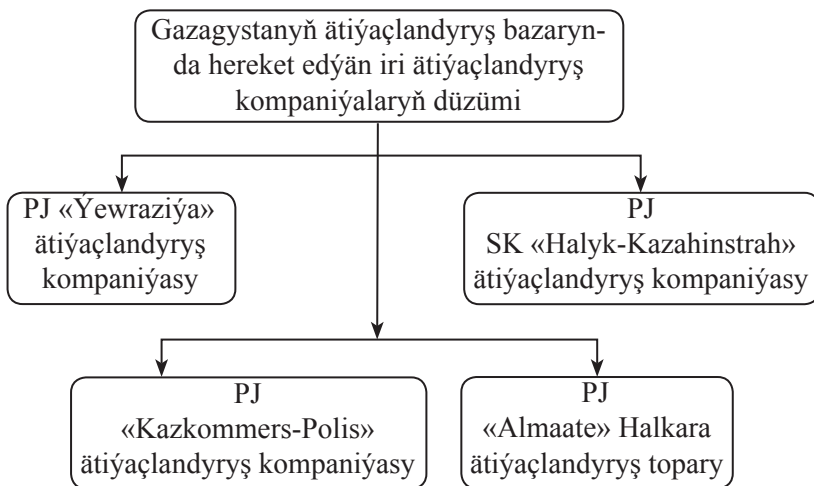 Gazagystanyň ätiýaçlandyryş bazaryn-
da hereket edýän iri ätiýaçlandyryş
kompaniýalaryň düzümi
PJ «Ýewraziýa»
ätiýaçlandyryş
kompaniýasy
PJ
SK «Halyk-Kazahinstrah»
ätiýaçlandyryş kompaniýasy
PJ
«Kazkommers-Polis»
ätiýaçlandyryş kompaniýasy
PJ
«Almaate» Halkara
ätiýaçlandyryş topary